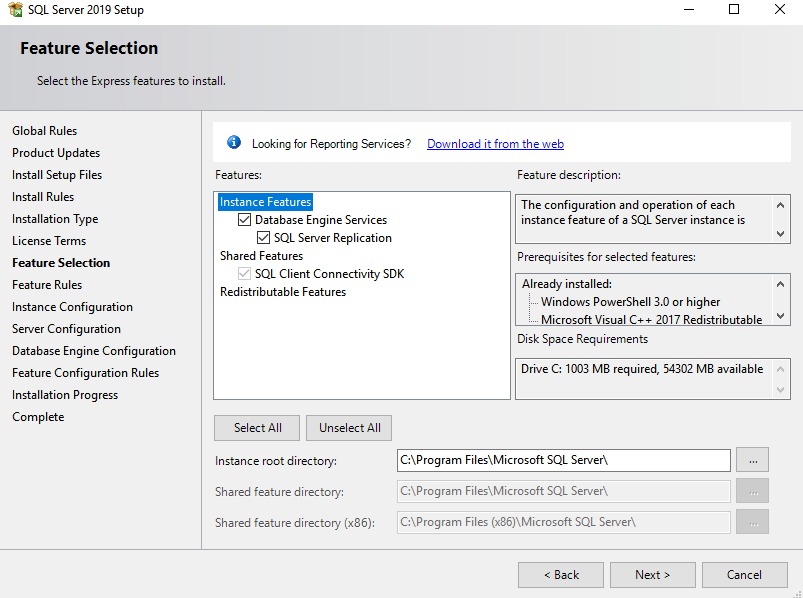 SQL Server 2019 Setup
Feature Selection
Select the Express features to install.
Global Rules
Product Updates
Install Setup Files
Install Rules
Installation Type
License Terms
Feature Selection
Feature Rules
Instance Configuration
Server Configuration
Database Engine Configuration
Feature Configuration Rules
Installation Progress
Complete
Looking for Reporting Services? Download it from the web
Features:
Instance Features
Database Engine Services
SQL Server Replication
Shared Features
SQL Client Connectivity SDK
Redistributable Features
Feature description:
The configuration and operation of each
instance feature of a SQL Server instance is
Prerequisites for selected features:
Already installed:
Windows PowerShell 3.0 or higher
Microsoft Visual C++ 2017 Redistributable
Disk Space Requirements
Drive C: 1003 MB required, 54302 MB available
Select All
Unselect All
Instance root directory: C:\Program Files\Microsoft SQL Server\ ...
Shared feature directory: C:\Program Files\Microsoft SQL Server\ ...
Shared feature directory (x86): C:\Program Files (x86)\Microsoft SQL Server\ ...
< Back
Next >
Cancel